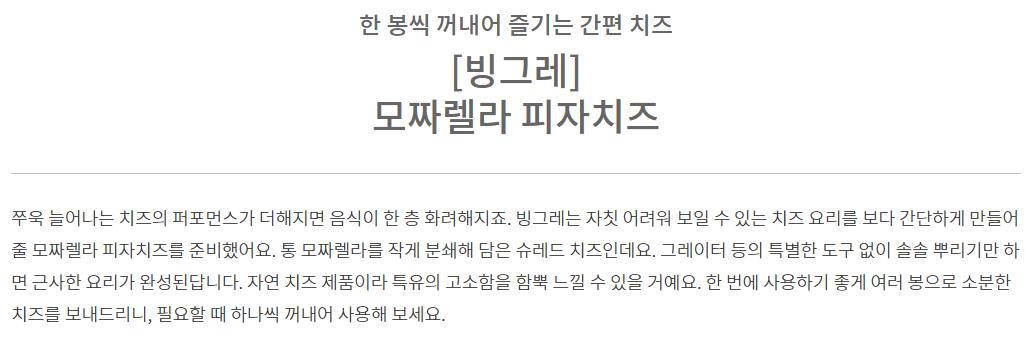 한 봉씩 꺼내어 즐기는 간편 치즈
[빙그레]
모짜렐라 피자치즈
쭈욱 늘어나는 치즈의 퍼포먼스가 더해지면 음식이 한 층 화려해지죠. 빙그레는 자칫 어려워 보일 수 있는 치즈 요리를 보다 간단하게 만들어
줄 모짜렐라 피자치즈를 준비했어요. 통 모짜렐라를 작게 분쇄해 담은 슈레드 치즈인데요. 그레이터 등의 특별한 도구 없이 솔솔 뿌리기만 하
면 근사한 요리가 완성된답니다. 자연 치즈 제품이라 특유의 고소함을 함뿍 느낄 수 있을 거예요. 한 번에 사용하기 좋게 여러 봉으로 소분한
치즈를 보내드리니, 필요할 때 하나씩 꺼내어 사용해 보세요.